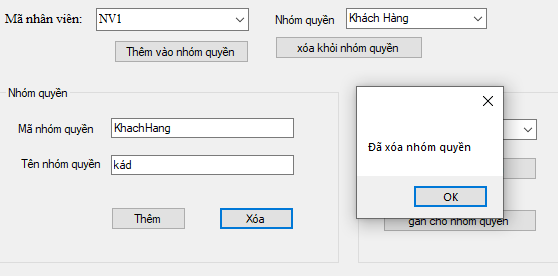 Mã nhân viên: NV1 Nhóm quyền Khách Hàng
Thêm vào nhóm quyền xóa khỏi nhóm quyền
Nhóm quyền
Mã nhóm quyền KhachHang
Tên nhóm quyền kád
Thêm Xóa
Đã xóa nhóm quyền
OK
gán cho nhóm quyền